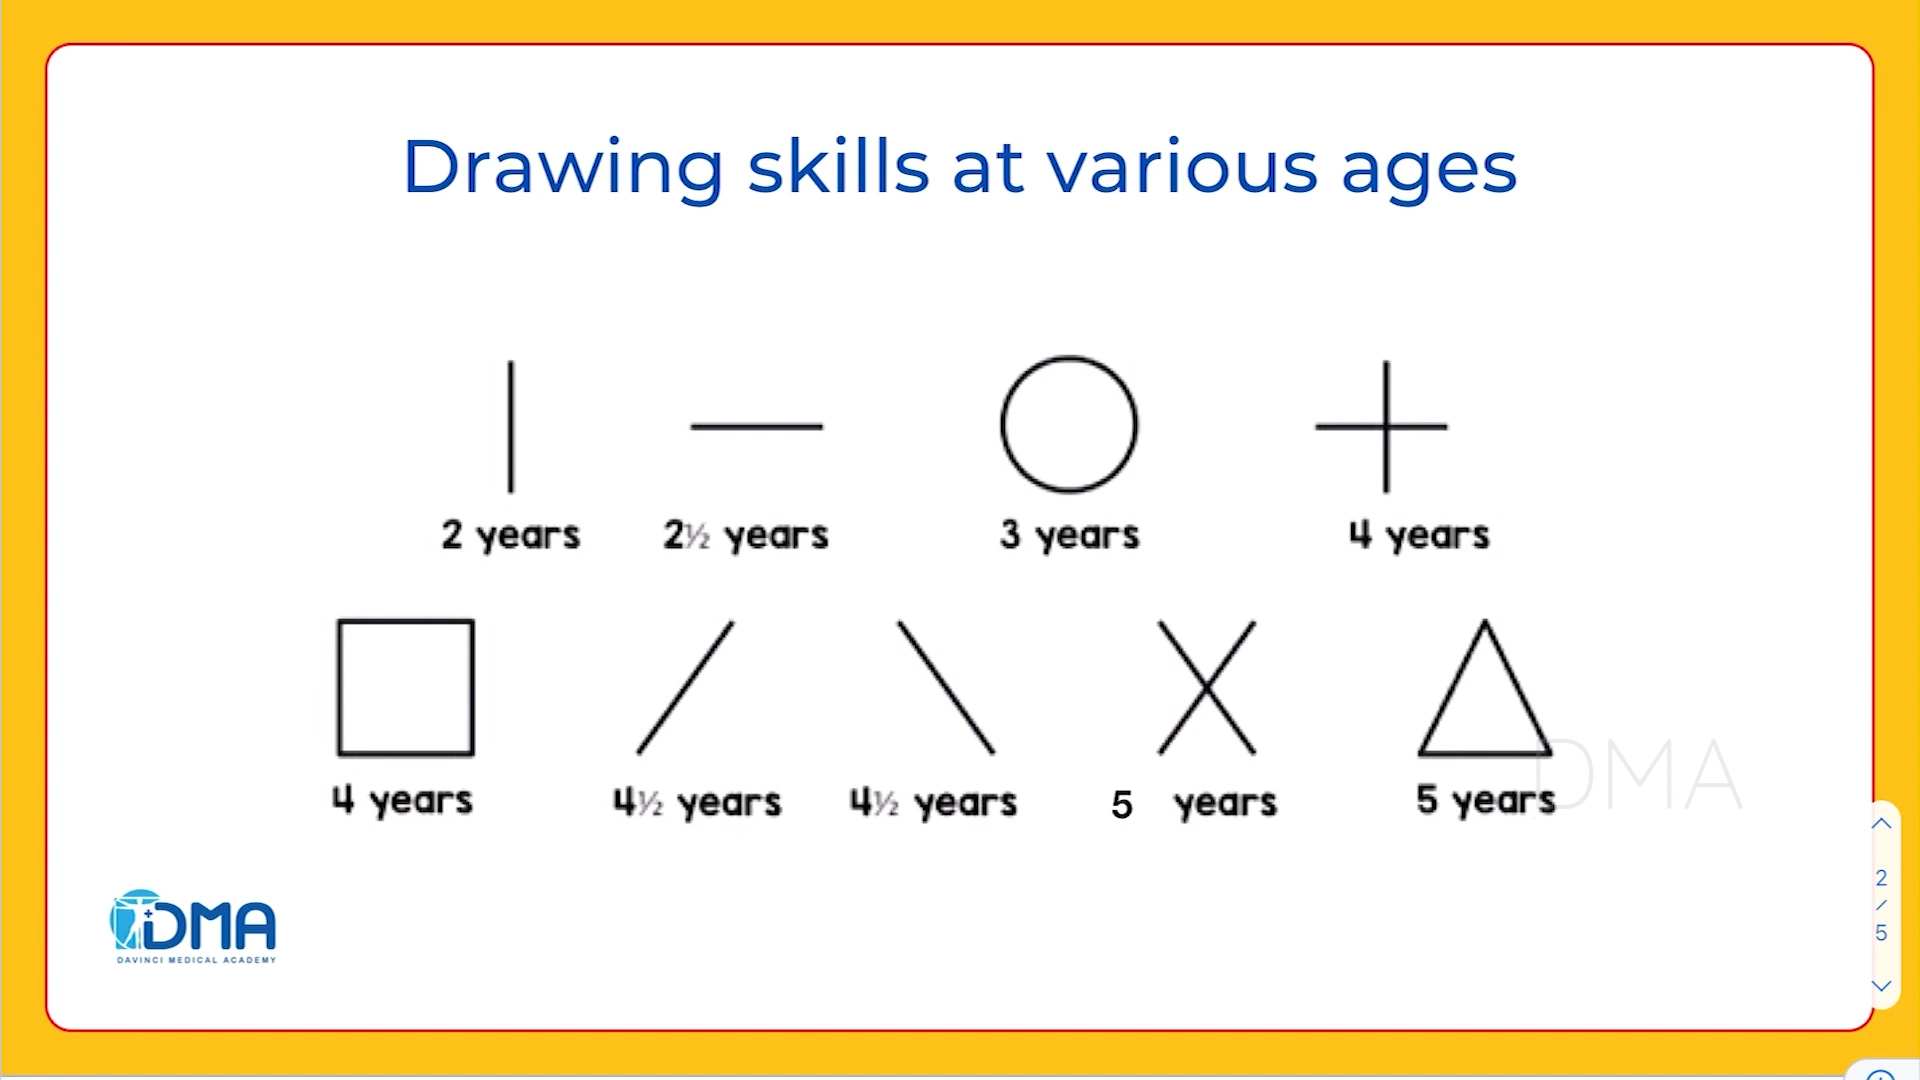 Drawing skills at various ages
2 years
2½ years
3 years
4 years
4 years
4½ years
4½ years
5 years
5 years
DMA
DMA
DAVINCI MEDICAL ACADEMY
2
/
5